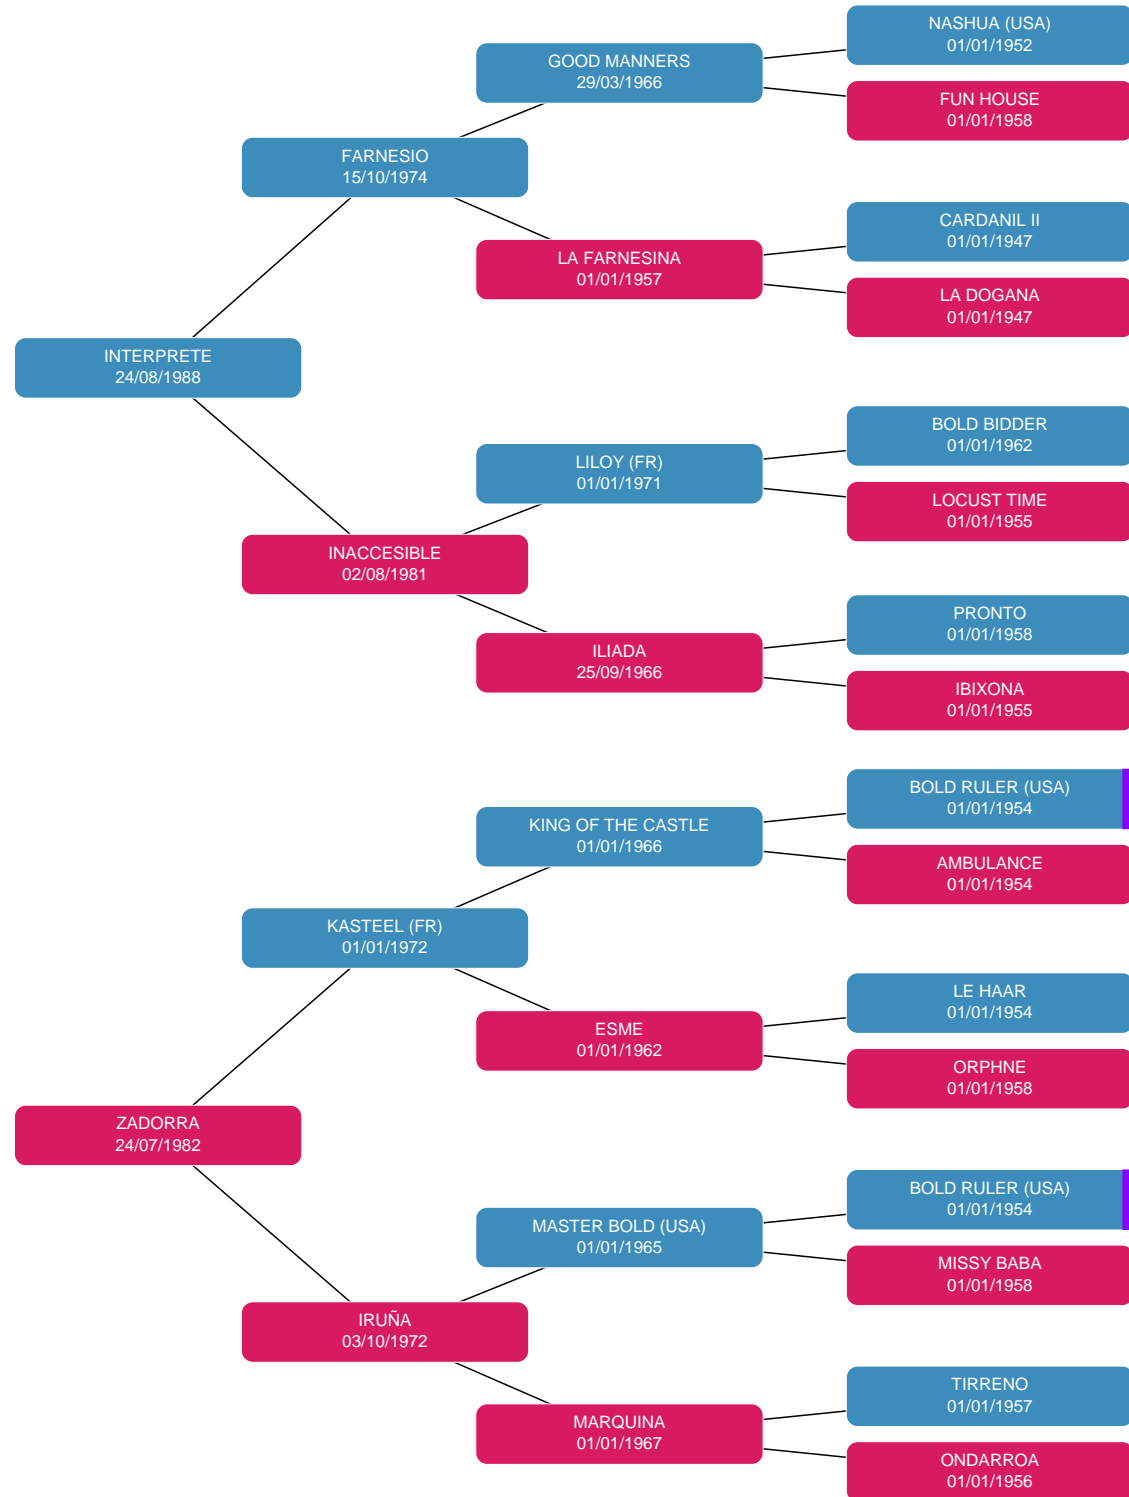 NASHUA (USA)
01/01/1952
GOOD MANNERS
29/03/1966
FUN HOUSE
01/01/1958
FARNESIO
15/10/1974
CARDANIL II
01/01/1947
LA FARNESINA
01/01/1957
LA DOGANA
01/01/1947
INTERPRETE
24/08/1988
BOLD BIDDER
01/01/1962
LILOY (FR)
01/01/1971
LOCUST TIME
01/01/1955
INACCESIBLE
02/08/1981
PRONTO
01/01/1958
ILIADA
25/09/1966
IBIXONA
01/01/1955
BOLD RULER (USA)
01/01/1954
KING OF THE CASTLE
01/01/1966
AMBULANCE
01/01/1954
KASTEEL (FR)
01/01/1972
LE HAAR
01/01/1954
ESME
01/01/1962
ORPHNE
01/01/1958
ZADORRA
24/07/1982
BOLD RULER (USA)
01/01/1954
MASTER BOLD (USA)
01/01/1965
MISSY BABA
01/01/1958
IRUÑA
03/10/1972
TIRRENO
01/01/1957
MARQUINA
01/01/1967
ONDARROA
01/01/1956